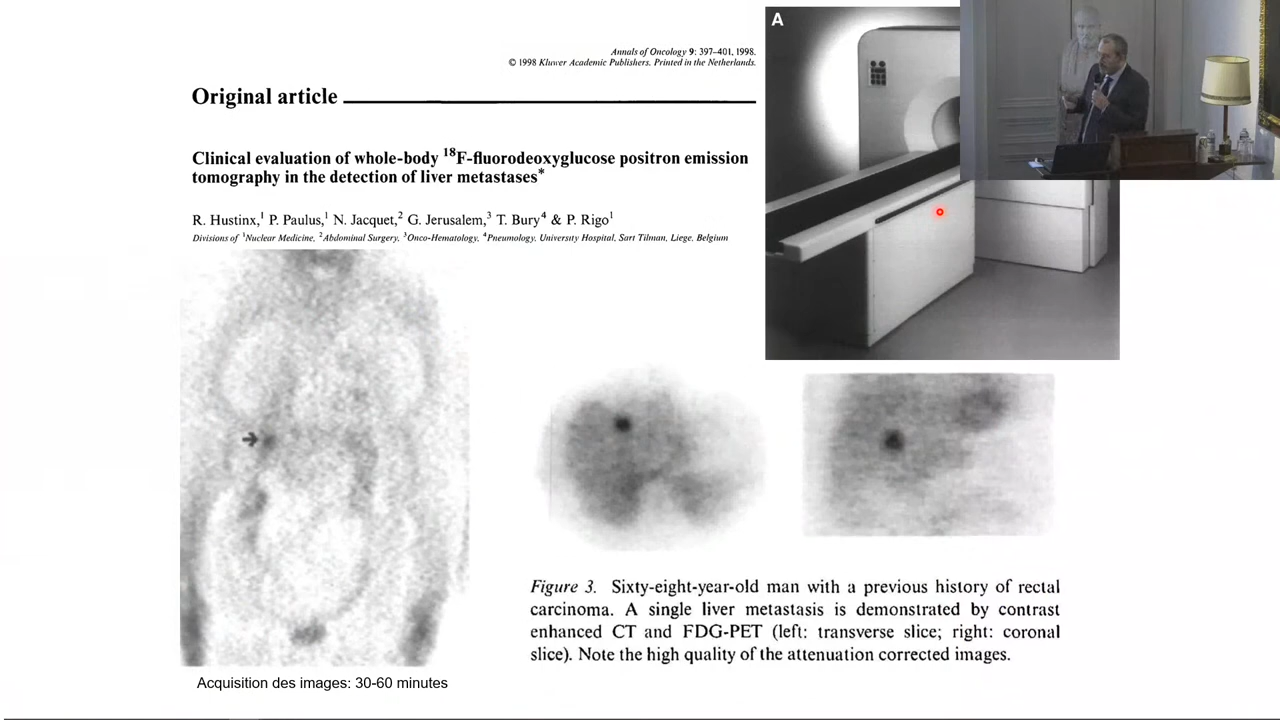 Annals of Oncology 9: 397–401, 1998.
© 1998 Kluwer Academic Publishers. Printed in the Netherlands.
Original article
Clinical evaluation of whole-body 18F-fluorodeoxyglucose positron emission
tomography in the detection of liver metastases*
R. Hustinx,1 P. Paulus,1 N. Jacquet,2 G. Jerusalem,3 T. Bury4 & P. Rigo1
Divisions of 1Nuclear Medicine, 2Abdominal Surgery, 3Onco-Hematology, 4Pneumology, University Hospital, Sart Tilman, Liege, Belgium
A
Figure 3. Sixty-eight-year-old man with a previous history of rectal
carcinoma. A single liver metastasis is demonstrated by contrast
enhanced CT and FDG-PET (left: transverse slice; right: coronal
slice). Note the high quality of the attenuation corrected images.
Acquisition des images: 30-60 minutes